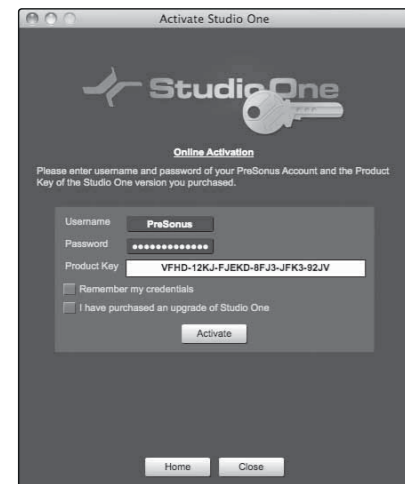 Activate Studio One
Studio One
Online Activation
Please enter username and password of your PreSonus Account and the Product
Key of the Studio One version you purchased.
Username PreSonus
Password •••••••••••••
Product Key VFHD-12KJ-FJEKD-8FJ3-JFK3-92JV
Remember my credentials
I have purchased an upgrade of Studio One
Activate
Home Close